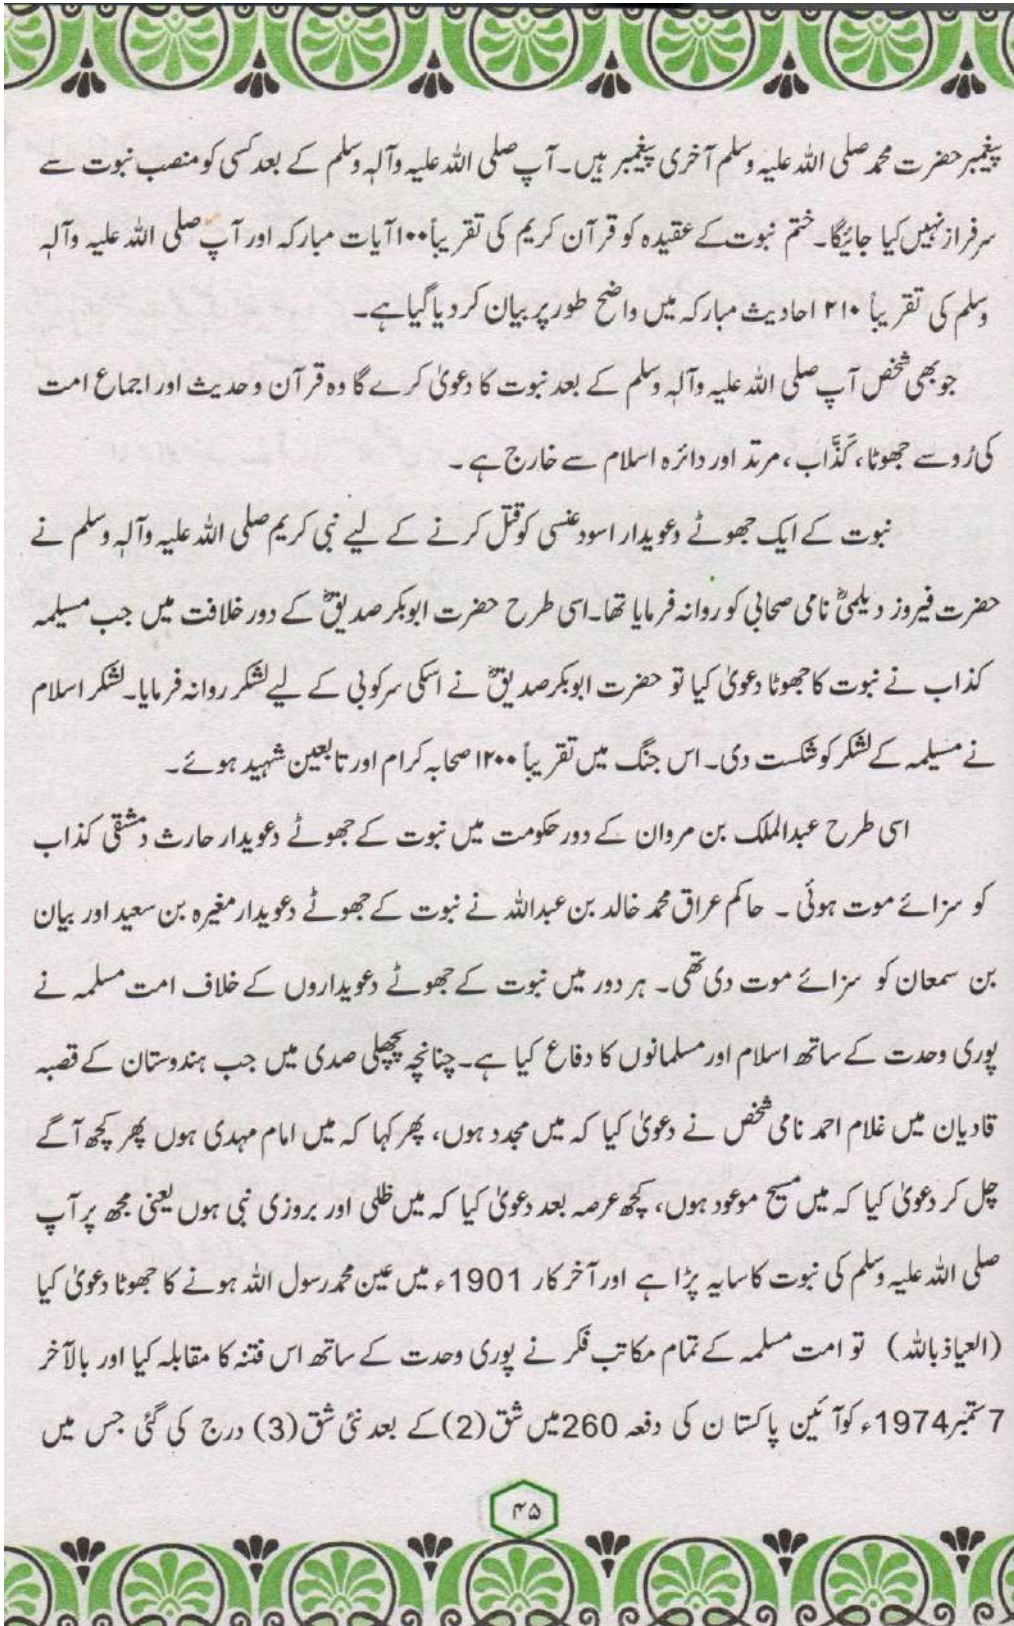 پیغمبر حضرت محمد صلی اللہ علیہ وسلم آخری پیغمبر ہیں۔ آپ صلی اللہ علیہ وآلہٖ وسلم کے بعد کسی کو منصب نبوت سے
سرفراز نہیں کیا جائیگا۔ ختم نبوت کے عقیدہ کو قرآن کریم کی تقریباً ۱۰۰ آیات مبارکہ اور آپ صلی اللہ علیہ وآلہٖ
وسلم کی تقریباً ۲۱۰ احادیث مبارکہ میں واضح طور پر بیان کر دیا گیا ہے۔
جو بھی شخص آپ صلی اللہ علیہ وآلہٖ وسلم کے بعد نبوت کا دعویٰ کرے گا وہ قرآن و حدیث اور اجماع امت
کی رُو سے جھوٹا، کَذَّاب، مرتد اور دائرہ اسلام سے خارج ہے ۔
نبوت کے ایک جھوٹے دعویدار اسود عنسی کو قتل کرنے کے لیے نبی کریم صلی اللہ علیہ وآلہٖ وسلم نے
حضرت فیروز دیلمیؓ نامی صحابی کو روانہ فرمایا تھا۔ اسی طرح حضرت ابوبکر صدیقؓ کے دور خلافت میں جب مسیلمہ
کذاب نے نبوت کا جھوٹا دعویٰ کیا تو حضرت ابوبکر صدیقؓ نے اسکی سرکوبی کے لیے لشکر روانہ فرمایا۔ لشکر اسلام
نے مسیلمہ کے لشکر کو شکست دی۔ اس جنگ میں تقریباً ۱۲۰۰ صحابہ کرام اور تابعین شہید ہوئے۔
اسی طرح عبدالملک بن مروان کے دور حکومت میں نبوت کے جھوٹے دعویدار حارث دمشقی کذاب
کو سزائے موت ہوئی ۔ حاکم عراق محمد خالد بن عبداللہ نے نبوت کے جھوٹے دعویدار مغیرہ بن سعید اور بیان
بن سمعان کو سزائے موت دی تھی۔ ہر دور میں نبوت کے جھوٹے دعویداروں کے خلاف امت مسلمہ نے
پوری وحدت کے ساتھ اسلام اور مسلمانوں کا دفاع کیا ہے۔ چنانچہ پچھلی صدی میں جب ہندوستان کے قصبہ
قادیان میں غلام احمد نامی شخص نے دعویٰ کیا کہ میں مجدد ہوں، پھر کہا کہ میں امام مہدی ہوں پھر کچھ آگے
چل کر دعویٰ کیا کہ میں مسیح موعود ہوں، کچھ عرصہ بعد دعویٰ کیا کہ میں ظلی اور بروزی نبی ہوں یعنی مجھ پر آپ
صلی اللہ علیہ وسلم کی نبوت کا سایہ پڑا ہے اور آخر کار 1901ء میں عین محمد رسول اللہ ہونے کا جھوٹا دعویٰ کیا
(العیاذ باللہ) تو امت مسلمہ کے تمام مکاتب فکر نے پوری وحدت کے ساتھ اس فتنہ کا مقابلہ کیا اور بالآخر
7 ستمبر 1974ء کو آئین پاکستان کی دفعہ 260 میں شق (2) کے بعد نئی شق (3) درج کی گئی جس میں
۴۵